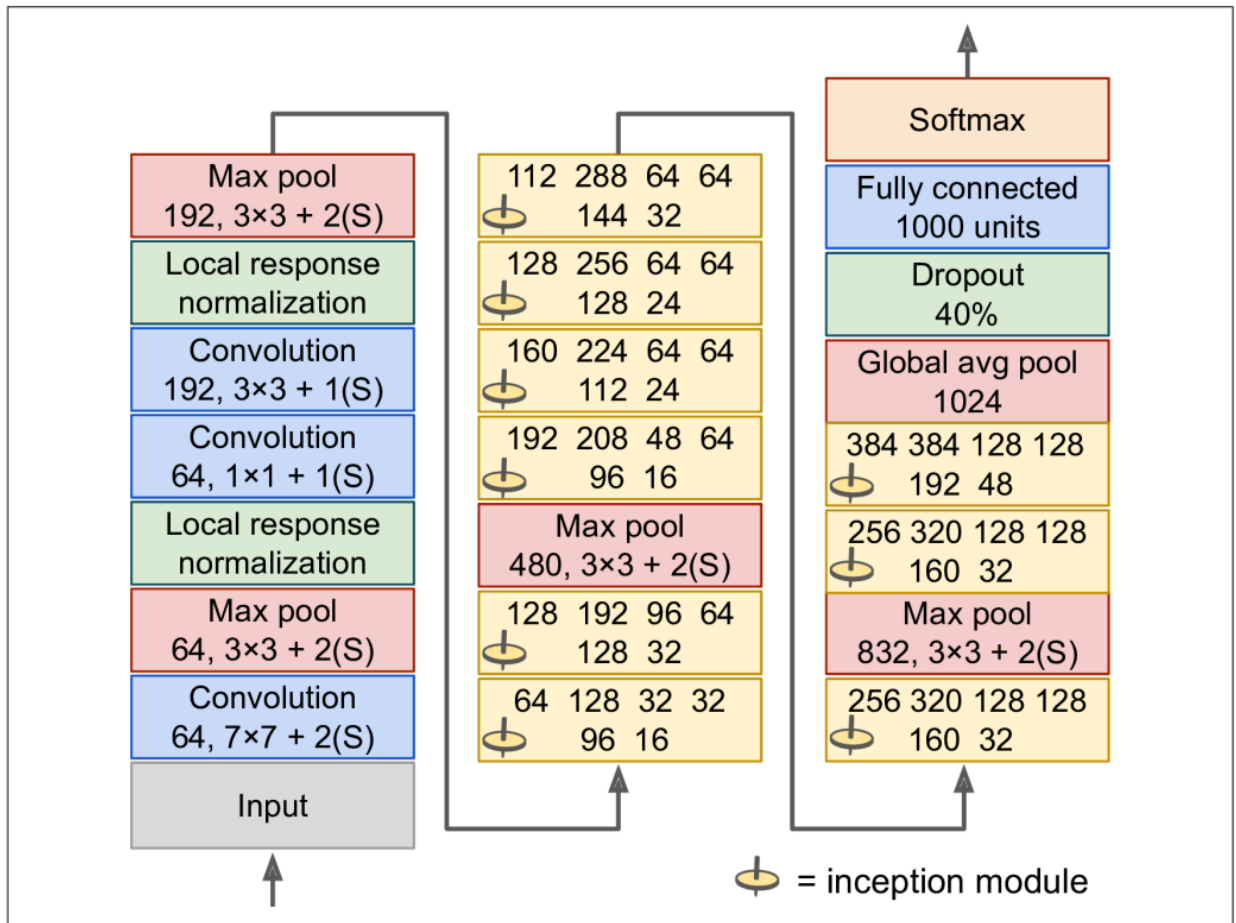 Max pool
192, 3×3 + 2(S)
Local response
normalization
Convolution
192, 3×3 + 1(S)
Convolution
64, 1×1 + 1(S)
Local response
normalization
Max pool
64, 3×3 + 2(S)
Convolution
64, 7×7 + 2(S)
Input
112 288 64 64
144 32
128 256 64 64
128 24
160 224 64 64
112 24
192 208 48 64
96 16
Max pool
480, 3×3 + 2(S)
128 192 96 64
128 32
64 128 32 32
96 16
Softmax
Fully connected
1000 units
Dropout
40%
Global avg pool
1024
384 384 128 128
192 48
256 320 128 128
160 32
Max pool
832, 3×3 + 2(S)
256 320 128 128
160 32
= inception module